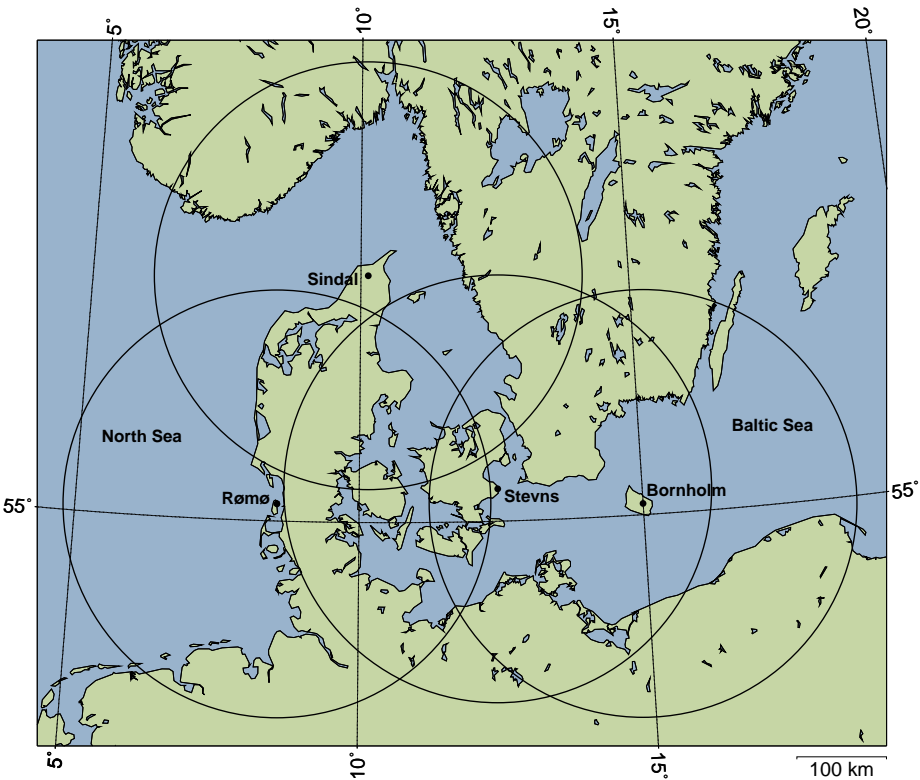 5°
10°
15°
20°
Sindal
North Sea
Baltic Sea
Rømø
Stevns
Bornholm
55°
55°
5°
10°
15°
100 km